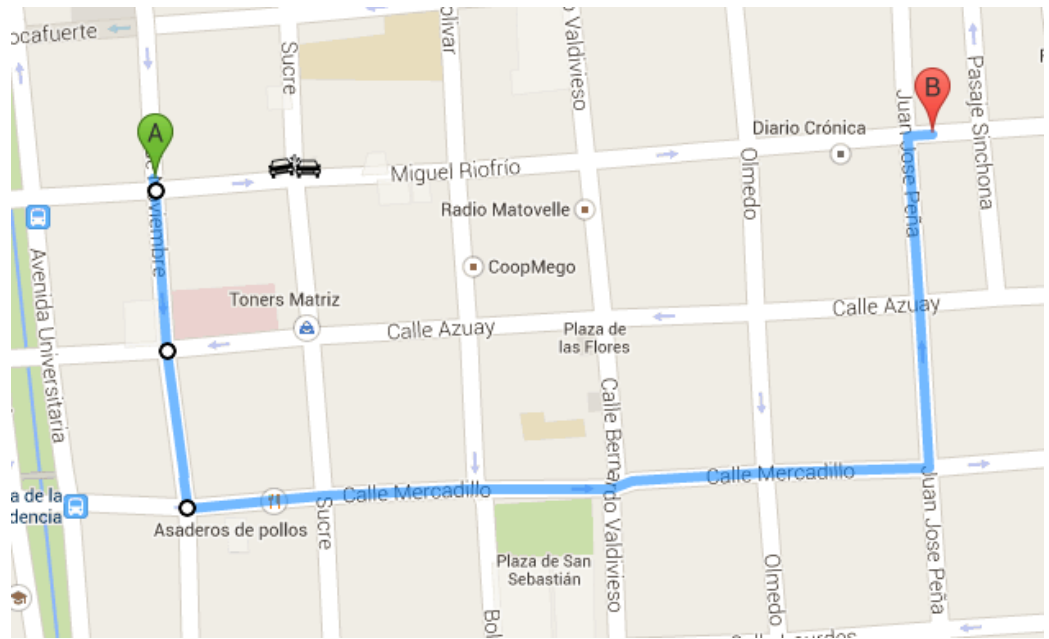 ocafuerte
Sucre
olivar
Valdivieso
Pasaje Sinchona
A
B
Juan Jose Peña
Diario Crónica
Miguel Riofrío
Olmedo
Radio Matovelle
viembre
Avenida Universitaria
CoopMego
Toners Matriz
Calle Azuay
Calle Azuay
Plaza de
las Flores
Calle Bernardo Valdivieso
Calle Mercadillo
Calle Mercadillo
a de la
dencia
Asaderos de pollos
Sucre
Juan Jose Peña
Plaza de San
Sebastián
Olmedo
Bol